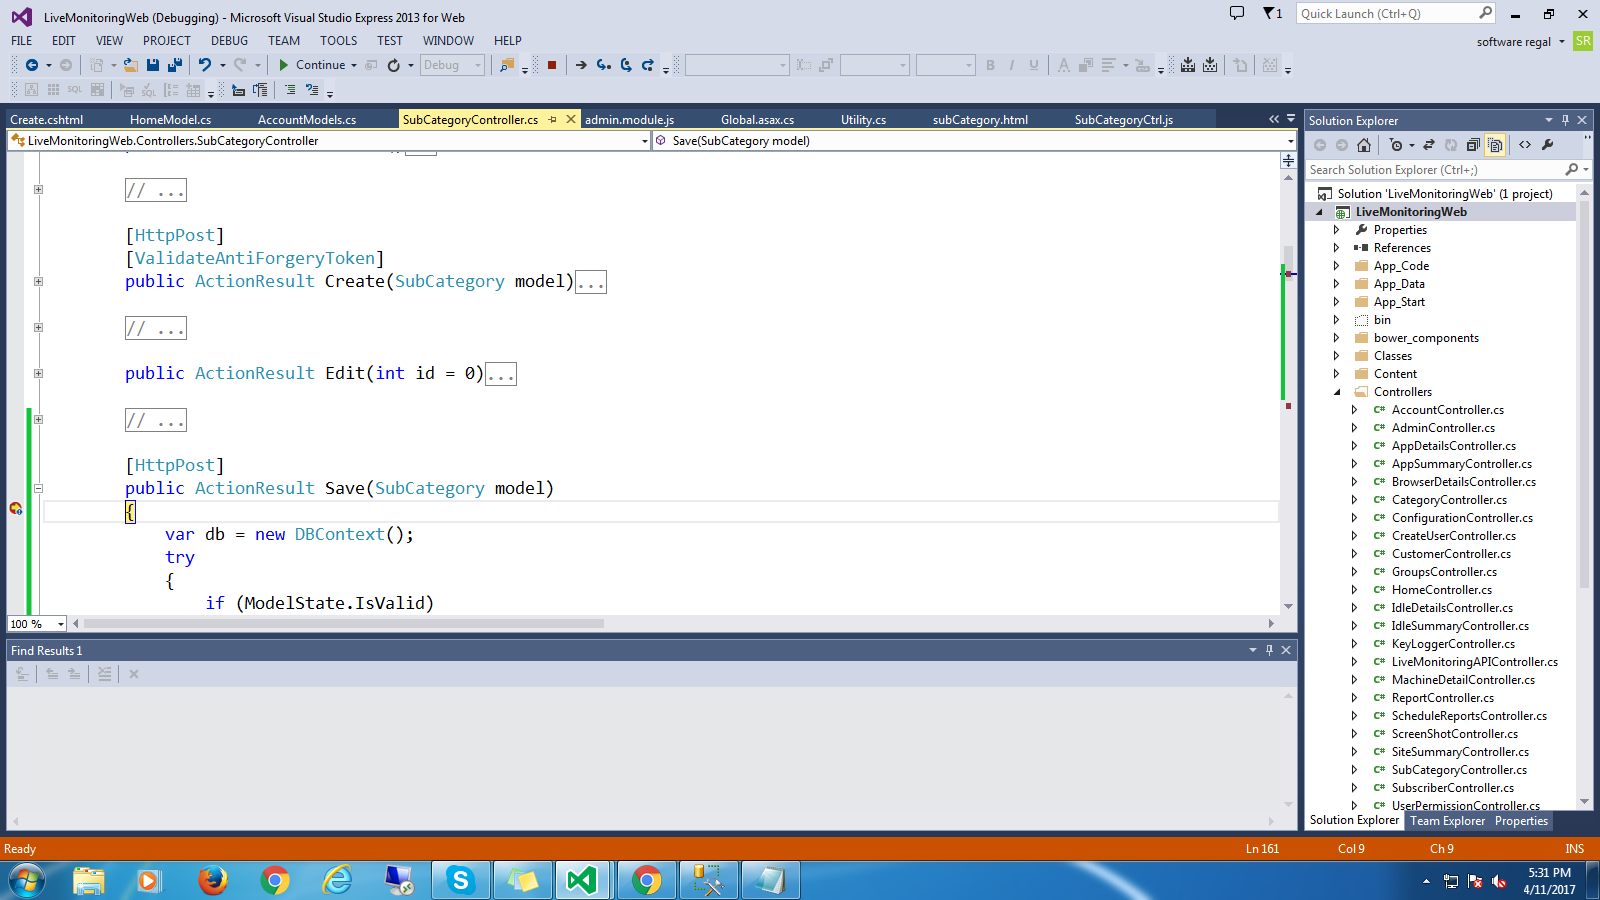 LiveMonitoringWeb (Debugging) - Microsoft Visual Studio Express 2013 for Web
1
Quick Launch (Ctrl+Q)
FILE EDIT VIEW PROJECT DEBUG TEAM TOOLS TEST WINDOW HELP
software regal SR
Continue Debug
B I U A
SQL SQL
Create.cshtml HomeModel.cs AccountModels.cs SubCategoryController.cs admin.module.js Global.asax.cs Utility.cs subCategory.html SubCategoryCtrl.js
LiveMonitoringWeb.Controllers.SubCategoryController Save(SubCategory model)
// ...
[HttpPost]
[ValidateAntiForgeryToken]
public ActionResult Create(SubCategory model)...
// ...
public ActionResult Edit(int id = 0)...
// ...
[HttpPost]
public ActionResult Save(SubCategory model)
{
var db = new DBContext();
try
{
if (ModelState.IsValid)
100 %
Find Results 1
Solution Explorer
Search Solution Explorer (Ctrl+;)
Solution 'LiveMonitoringWeb' (1 project)
LiveMonitoringWeb
Properties
References
App_Code
App_Data
App_Start
bin
bower_components
Classes
Content
Controllers
C# AccountController.cs
C# AdminController.cs
C# AppDetailsController.cs
C# AppSummaryController.cs
C# BrowserDetailsController.cs
C# CategoryController.cs
C# ConfigurationController.cs
C# CreateUserController.cs
C# CustomerController.cs
C# GroupsController.cs
C# HomeController.cs
C# IdleDetailsController.cs
C# IdleSummaryController.cs
C# KeyLoggerController.cs
C# LiveMonitoringAPIController.cs
C# MachineDetailController.cs
C# ReportController.cs
C# ScheduleReportsController.cs
C# ScreenShotController.cs
C# SiteSummaryController.cs
C# SubCategoryController.cs
C# SubscriberController.cs
C# UserPermissionController.cs
Solution Explorer Team Explorer Properties
Ready Ln 161 Col 9 Ch 9 INS
5:31 PM
4/11/2017